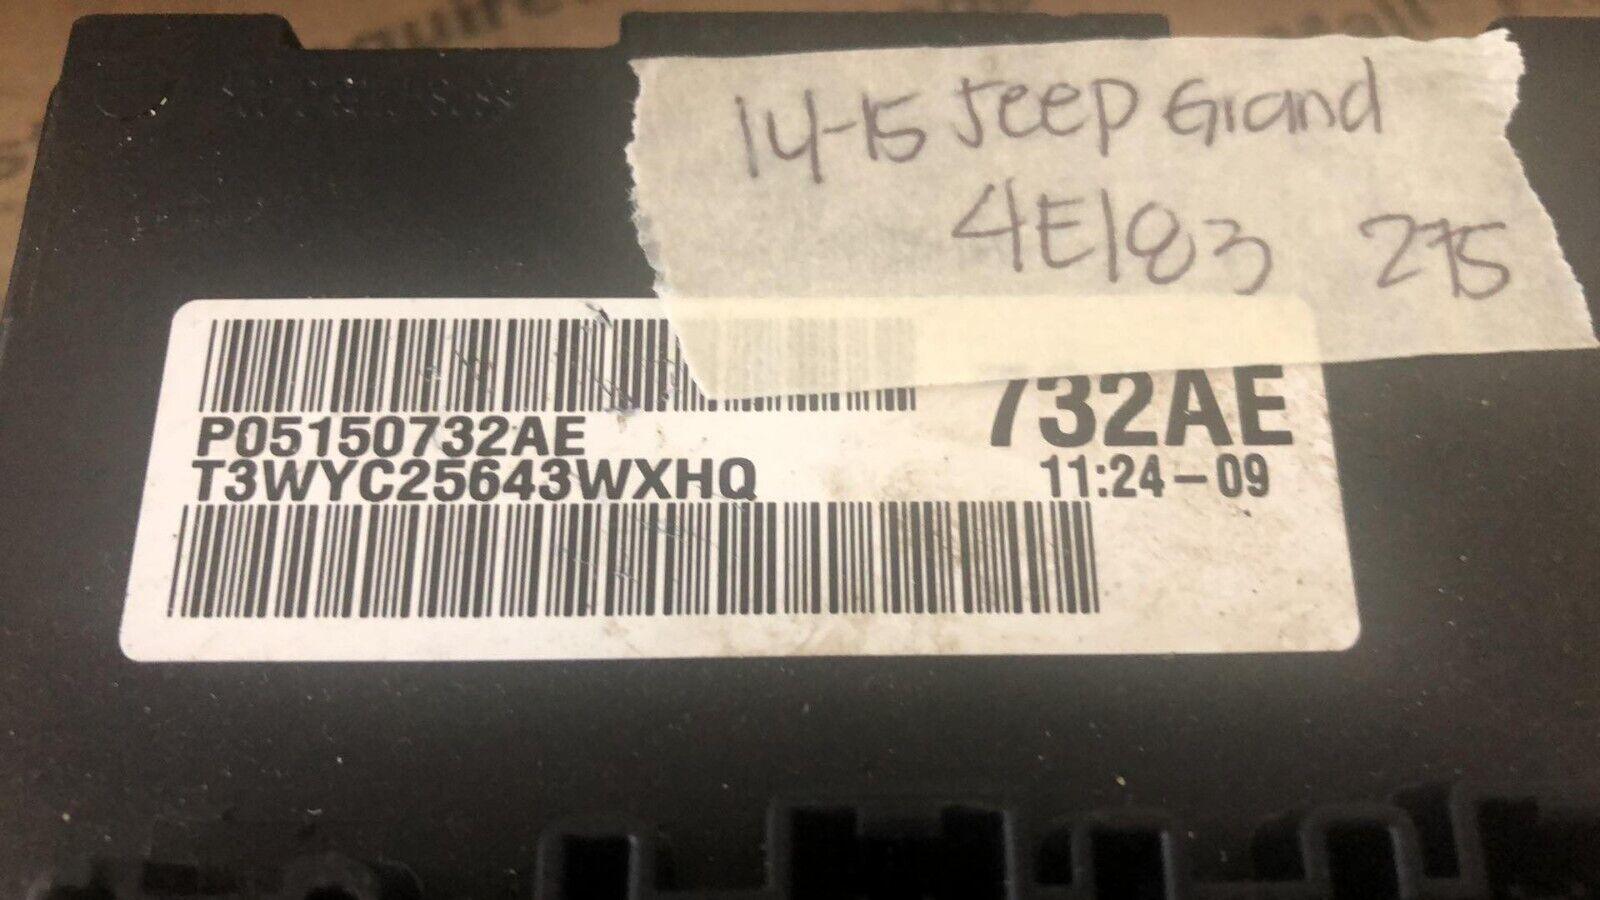 14-15 Jeep Grand
4E183 275
P05150732AE
732AE
T3WYC25643WXHQ
11:24-09